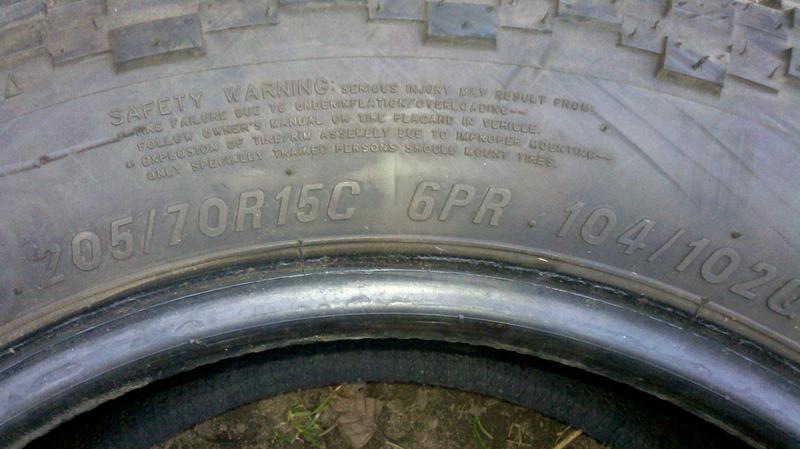 SAFETY WARNING: SERIOUS INJURY MAY RESULT FROM:
• TIRE FAILURE DUE TO UNDERINFLATION/OVERLOADING—
FOLLOW OWNER'S MANUAL OR TIRE PLACARD IN VEHICLE.
• EXPLOSION OF TIRE/RIM ASSEMBLY DUE TO IMPROPER MOUNTING—
ONLY SPECIALLY TRAINED PERSONS SHOULD MOUNT TIRES.
205/70R15C 6PR 104/102Q